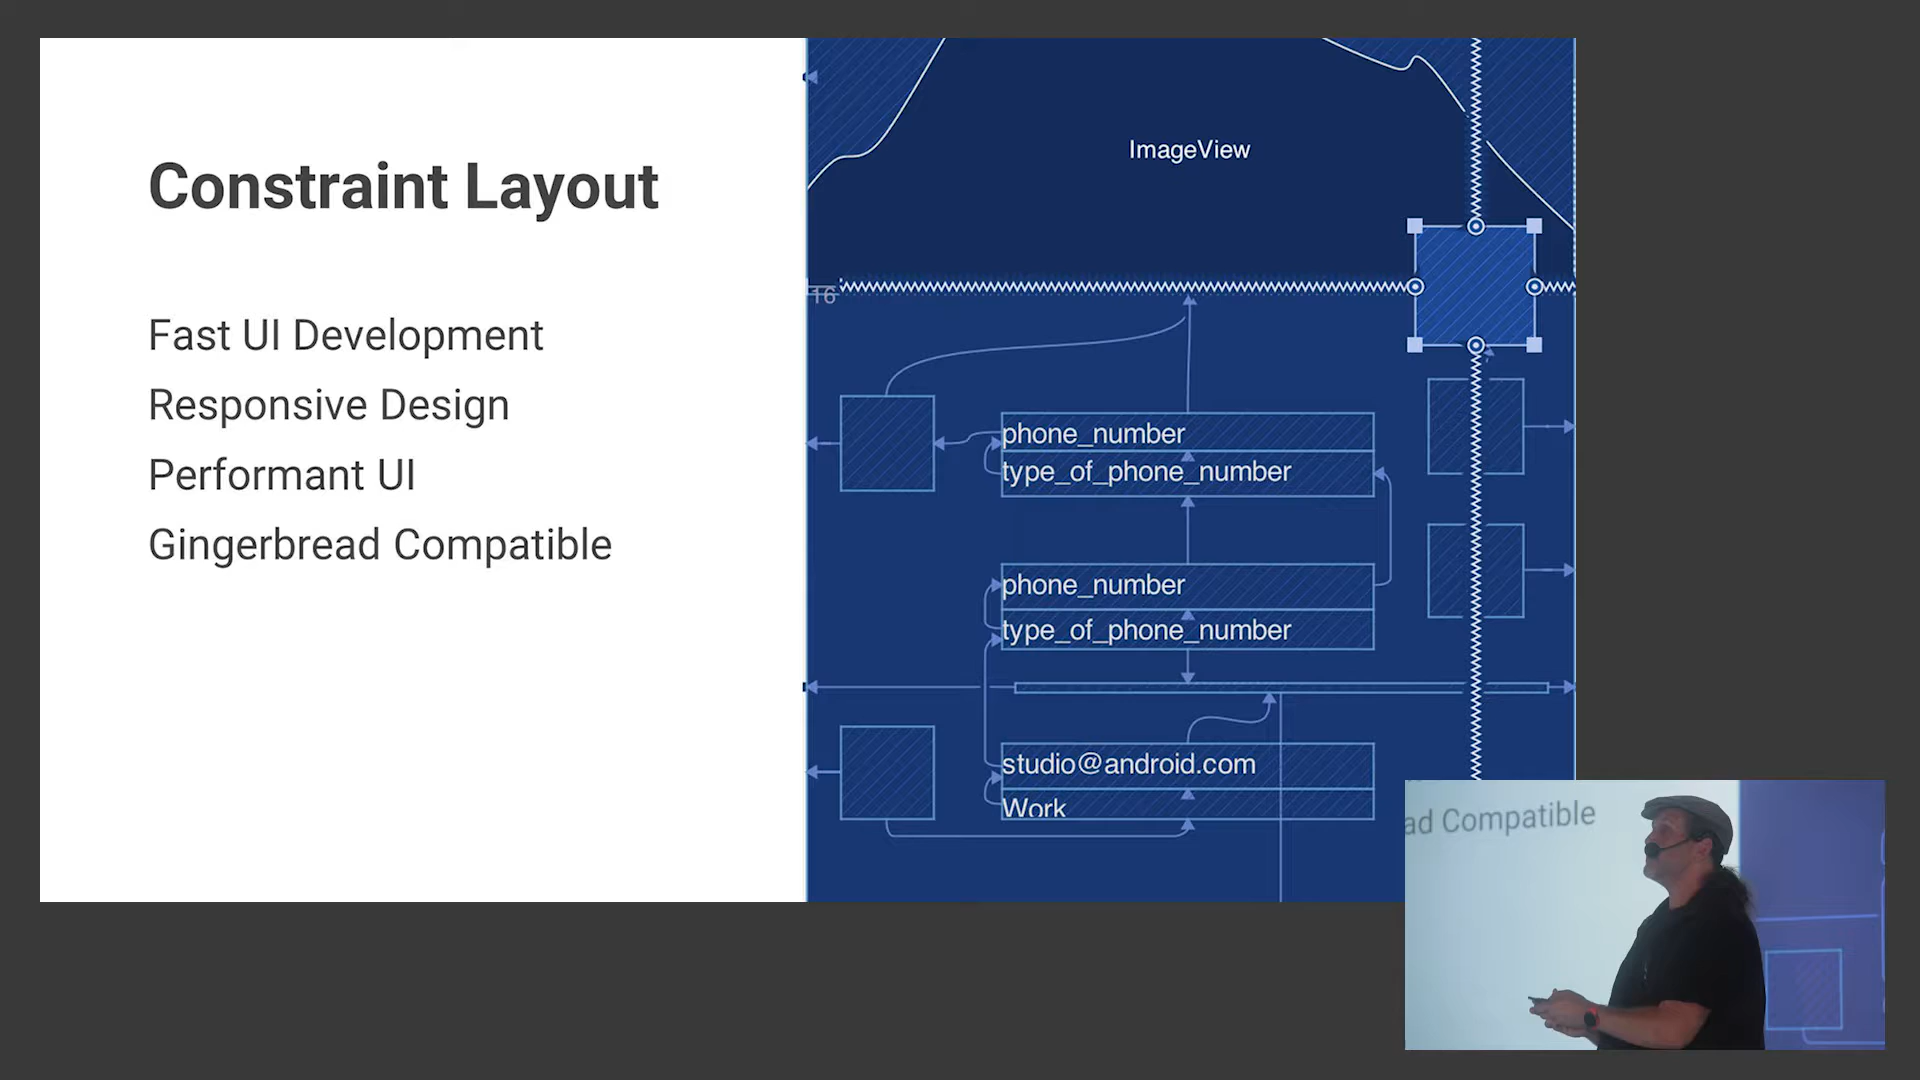 Constraint Layout
Fast UI Development
Responsive Design
Performant UI
Gingerbread Compatible
ImageView
16
phone_number
type_of_phone_number
phone_number
type_of_phone_number
studio@android.com
Work
ad Compatible